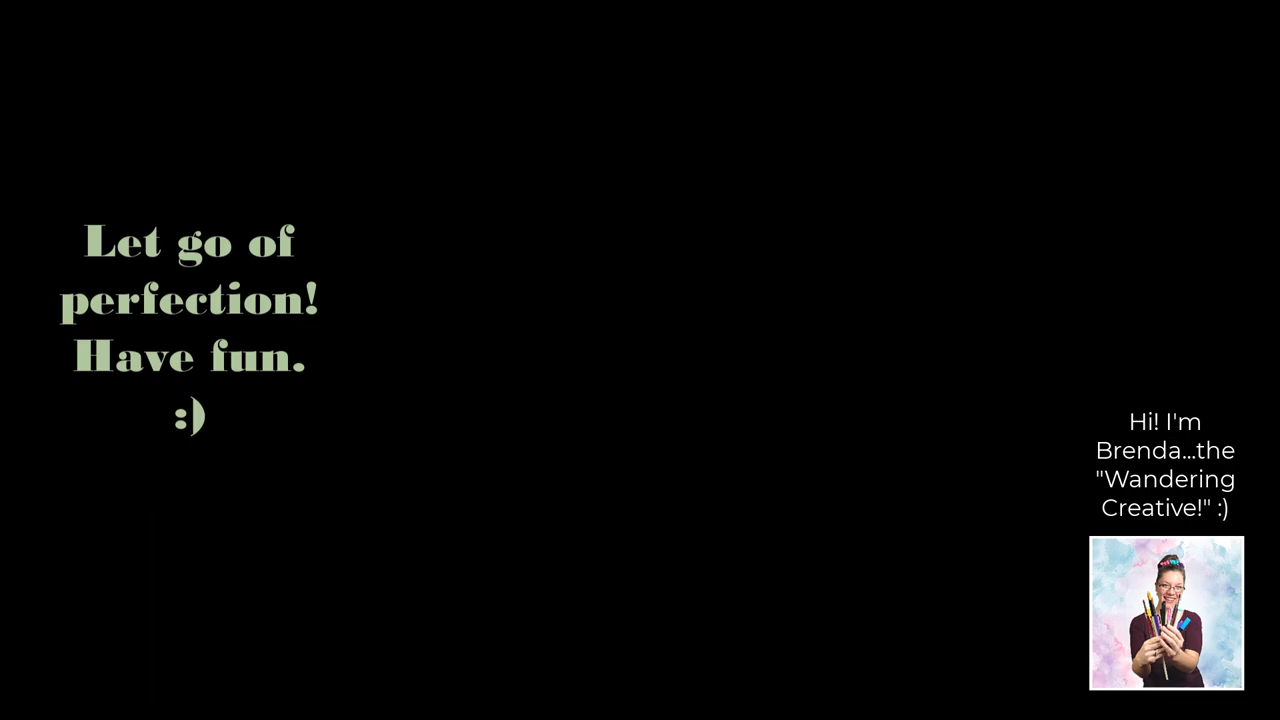 Let go of
perfection!
Have fun.
:)
Hi! I'm
Brenda...the
"Wandering
Creative!" :)